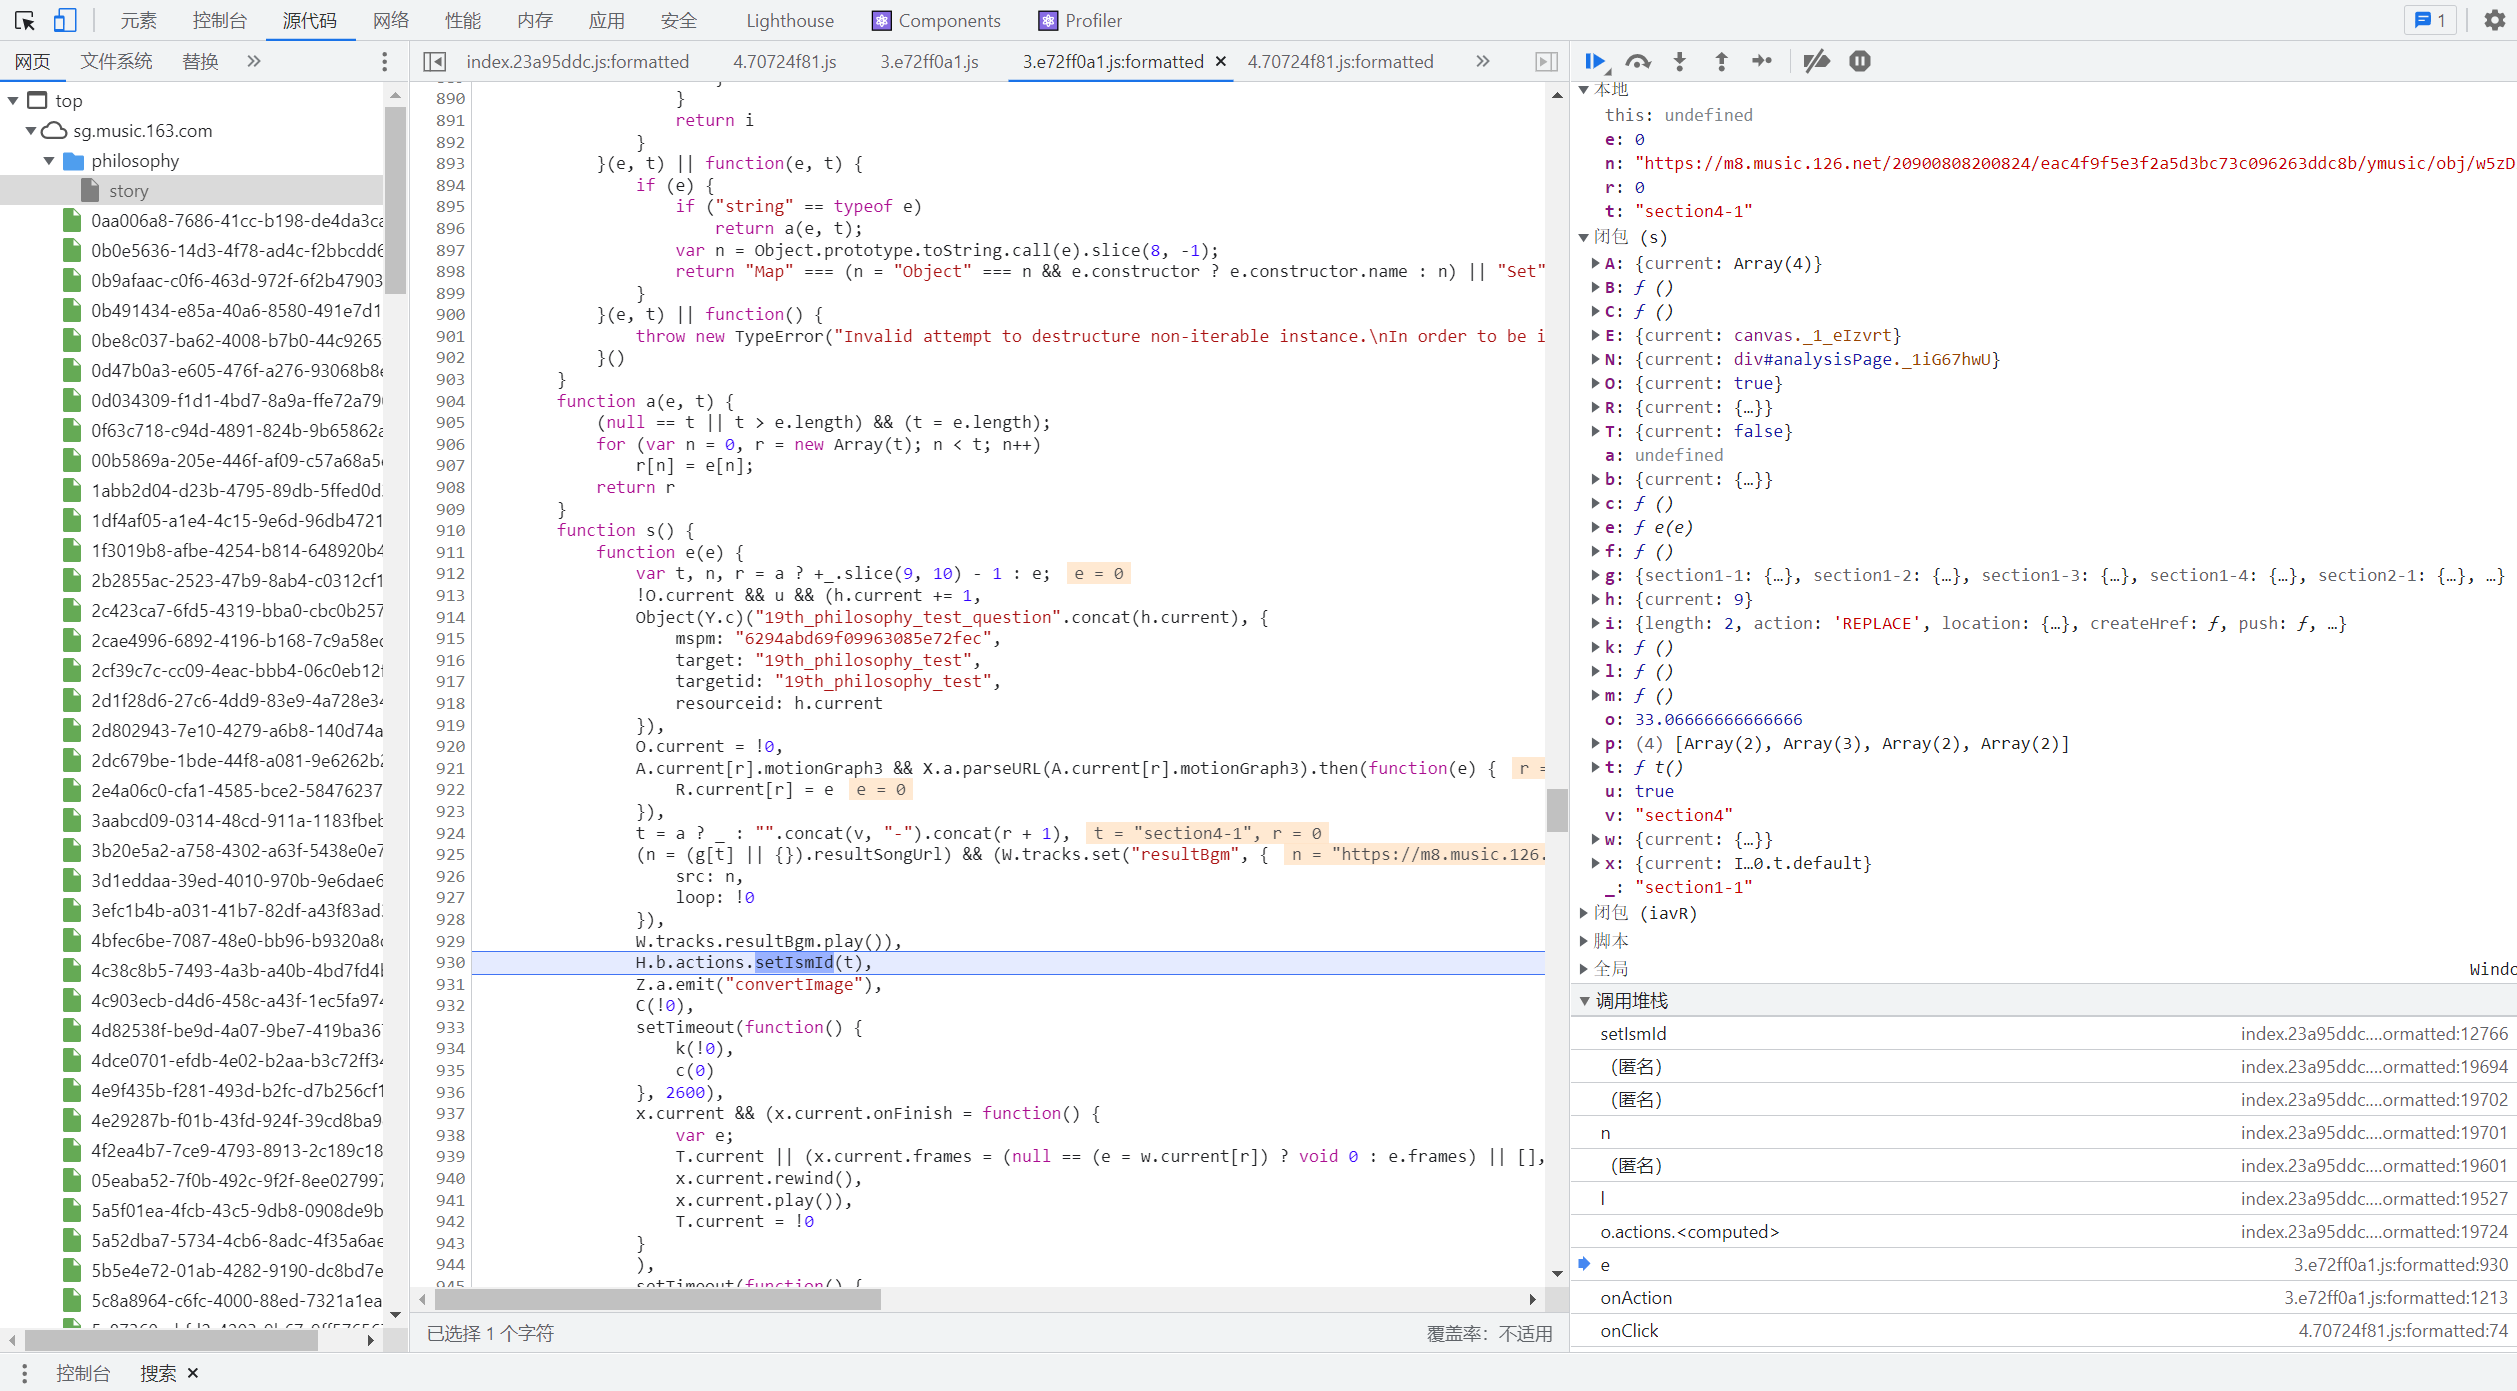 元素 控制台 源代码 网络 性能 内存 应用 安全 Lighthouse Components Profiler 1
网页 文件系统 替换
index.23a95ddc.js:formatted 4.70724f81.js 3.e72ff0a1.js 3.e72ff0a1.js:formatted 4.70724f81.js:formatted
top
sg.music.163.com
philosophy
story
0aa006a8-7686-41cc-b198-de4da3ca
0b0e5636-14d3-4f78-ad4c-f2bbcdd6
0b9afaac-c0f6-463d-972f-6f2b47903
0b491434-e85a-40a6-8580-491e7d1
0be8c037-ba62-4008-b7b0-44c9265
0d47b0a3-e605-476f-a276-93068b8e
0d034309-f1d1-4bd7-8a9a-ffe72a79
0f63c718-c94d-4891-824b-9b65862a
00b5869a-205e-446f-af09-c57a68a5
1abb2d04-d23b-4795-89db-5ffed0d
1df4af05-a1e4-4c15-9e6d-96db4721
1f3019b8-afbe-4254-b814-648920b4
2b2855ac-2523-47b9-8ab4-c0312cf1
2c423ca7-6fd5-4319-bba0-cbc0b257
2cae4996-6892-4196-b168-7c9a58ec
2cf39c7c-cc09-4eac-bbb4-06c0eb12f
2d1f28d6-27c6-4dd9-83e9-4a728e34
2d802943-7e10-4279-a6b8-140d74a
2dc679be-1bde-44f8-a081-9e6262b2
2e4a06c0-cfa1-4585-bce2-58476237
3aabcd09-0314-48cd-911a-1183fbeb
3b20e5a2-a758-4302-a63f-5438e0e7
3d1eddaa-39ed-4010-970b-9e6dae6
3efc1b4b-a031-41b7-82df-a43f83ad
4bfec6be-7087-48e0-bb96-b9320a8c
4c38c8b5-7493-4a3b-a40b-4bd7fd4b
4c903ecb-d4d6-458c-a43f-1ec5fa974
4d82538f-be9d-4a07-9be7-419ba367
4dce0701-efdb-4e02-b2aa-b3c72ff34
4e9f435b-f281-493d-b2fc-d7b256cf1
4e29287b-f01b-43fd-924f-39cd8ba9
4f2ea4b7-7ce9-4793-8913-2c189c18
05eaba52-7f0b-492c-9f2f-8ee027997
5a5f01ea-4fcb-43c5-9db8-0908de9b
5a52dba7-5734-4cb6-8adc-4f35a6ae
5b5e4e72-01ab-4282-9190-dc8bd7e
5c8a8964-c6fc-4000-88ed-7321a1ea
890 }
891 return i
892 }
893 }(e, t) || function(e, t) {
894 if (e) {
895 if ("string" == typeof e)
896 return a(e, t);
897 var n = Object.prototype.toString.call(e).slice(8, -1);
898 return "Map" === (n = "Object" === n && e.constructor ? e.constructor.name : n) || "Set"
899 }
900 }(e, t) || function() {
901 throw new TypeError("Invalid attempt to destructure non-iterable instance.\nIn order to be i
902 }()
903 }
904 function a(e, t) {
905 (null == t || t > e.length) && (t = e.length);
906 for (var n = 0, r = new Array(t); n < t; n++)
907 r[n] = e[n];
908 return r
909 }
910 function s() {
911 function e(e) {
912 var t, n, r = a ? +_.slice(9, 10) - 1 : e; e = 0
913 !O.current && u && (h.current += 1,
914 Object(Y.c)("19th_philosophy_test_question".concat(h.current), {
915 mspm: "6294abd69f09963085e72fec",
916 target: "19th_philosophy_test",
917 targetid: "19th_philosophy_test",
918 resourceid: h.current
919 }),
920 O.current = !0,
921 A.current[r].motionGraph3 && X.a.parseURL(A.current[r].motionGraph3).then(function(e) { r =
922 R.current[r] = e e = 0
923 }),
924 t = a ? _ : "".concat(v, "-").concat(r + 1), t = "section4-1", r = 0
925 (n = (g[t] || {}).resultSongUrl) && (W.tracks.set("resultBgm", { n = "https://m8.music.126.
926 src: n,
927 loop: !0
928 }),
929 W.tracks.resultBgm.play()),
930 H.b.actions.setIsmId(t),
931 Z.a.emit("convertImage"),
932 C(!0),
933 setTimeout(function() {
934 k(!0),
935 c(0)
936 }, 2600),
937 x.current && (x.current.onFinish = function() {
938 var e;
939 T.current || (x.current.frames = (null == (e = w.current[r]) ? void 0 : e.frames) || [],
940 x.current.rewind(),
941 x.current.play()),
942 T.current = !0
943 }
944 ),
945 setTimeout(function() {
已选择 1 个字符 覆盖率: 不适用
本地
this: undefined
e: 0
n: "https://m8.music.126.net/20900808200824/eac4f9f5e3f2a5d3bc73c096263ddc8b/ymusic/obj/w5zD
r: 0
t: "section4-1"
闭包 (s)
A: {current: Array(4)}
B: ƒ ()
C: ƒ ()
E: {current: canvas._1_eIzvrt}
N: {current: div#analysisPage._1iG67hwU}
O: {current: true}
R: {current: {…}}
T: {current: false}
a: undefined
b: {current: {…}}
c: ƒ ()
e: ƒ e(e)
f: ƒ ()
g: {section1-1: {…}, section1-2: {…}, section1-3: {…}, section1-4: {…}, section2-1: {…}, …}
h: {current: 9}
i: {length: 2, action: 'REPLACE', location: {…}, createHref: ƒ, push: ƒ, …}
k: ƒ ()
l: ƒ ()
m: ƒ ()
o: 33.06666666666666
p: (4) [Array(2), Array(3), Array(2), Array(2)]
t: ƒ t()
u: true
v: "section4"
w: {current: {…}}
x: {current: I…0.t.default}
_: "section1-1"
闭包 (iavR)
脚本
全局 Windo
调用堆栈
setIsmId index.23a95ddc.…ormatted:12766
(匿名) index.23a95ddc.…ormatted:19694
(匿名) index.23a95ddc.…ormatted:19702
n index.23a95ddc.…ormatted:19701
(匿名) index.23a95ddc.…ormatted:19601
l index.23a95ddc.…ormatted:19527
o.actions.<computed> index.23a95ddc.…ormatted:19724
e 3.e72ff0a1.js:formatted:930
onAction 3.e72ff0a1.js:formatted:1213
onClick 4.70724f81.js:formatted:74
控制台 搜索